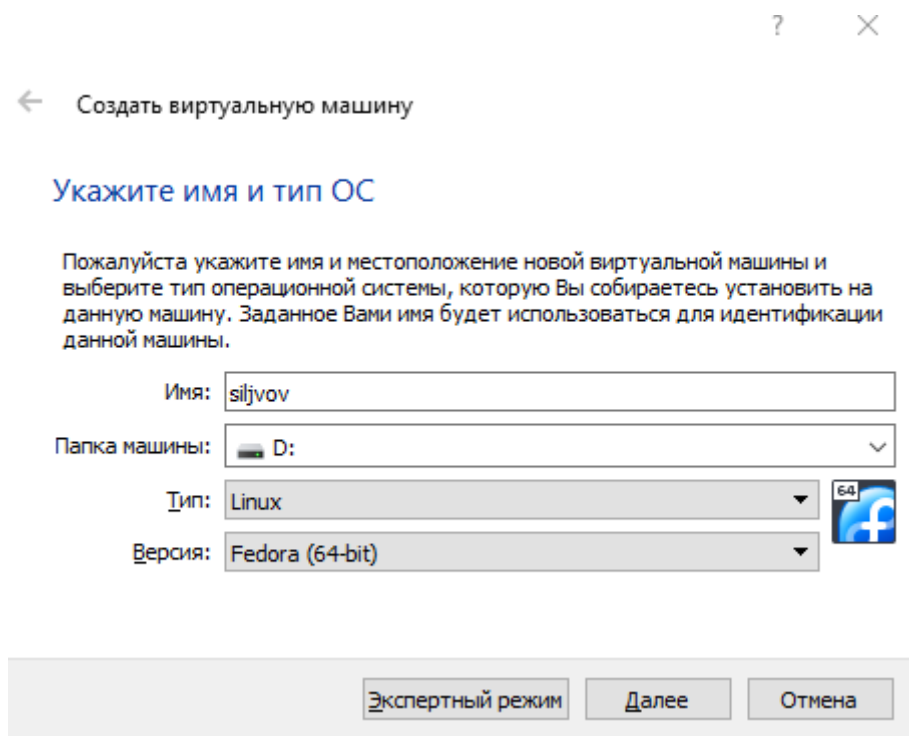 ?
Создать виртуальную машину
Укажите имя и тип ОС
Пожалуйста укажите имя и местоположение новой виртуальной машины и
выберите тип операционной системы, которую Вы собираетесь установить на
данную машину. Заданное Вами имя будет использоваться для идентификации
данной машины.
Имя: siljvov
Папка машины: D:
Тип: Linux
64
Версия: Fedora (64-bit)
Экспертный режим Далее Отмена